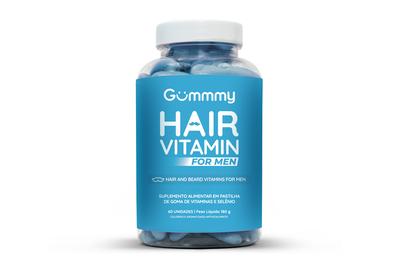 Gummmy
HAIR
VITAMIN
FOR MEN
HAIR AND BEARD VITAMINS FOR MEN
SUPLEMENTO ALIMENTAR EM PASTILHA
DE GOMA DE VITAMINAS E SELÊNIO
60 UNIDADES | Peso Líquido: 180 g